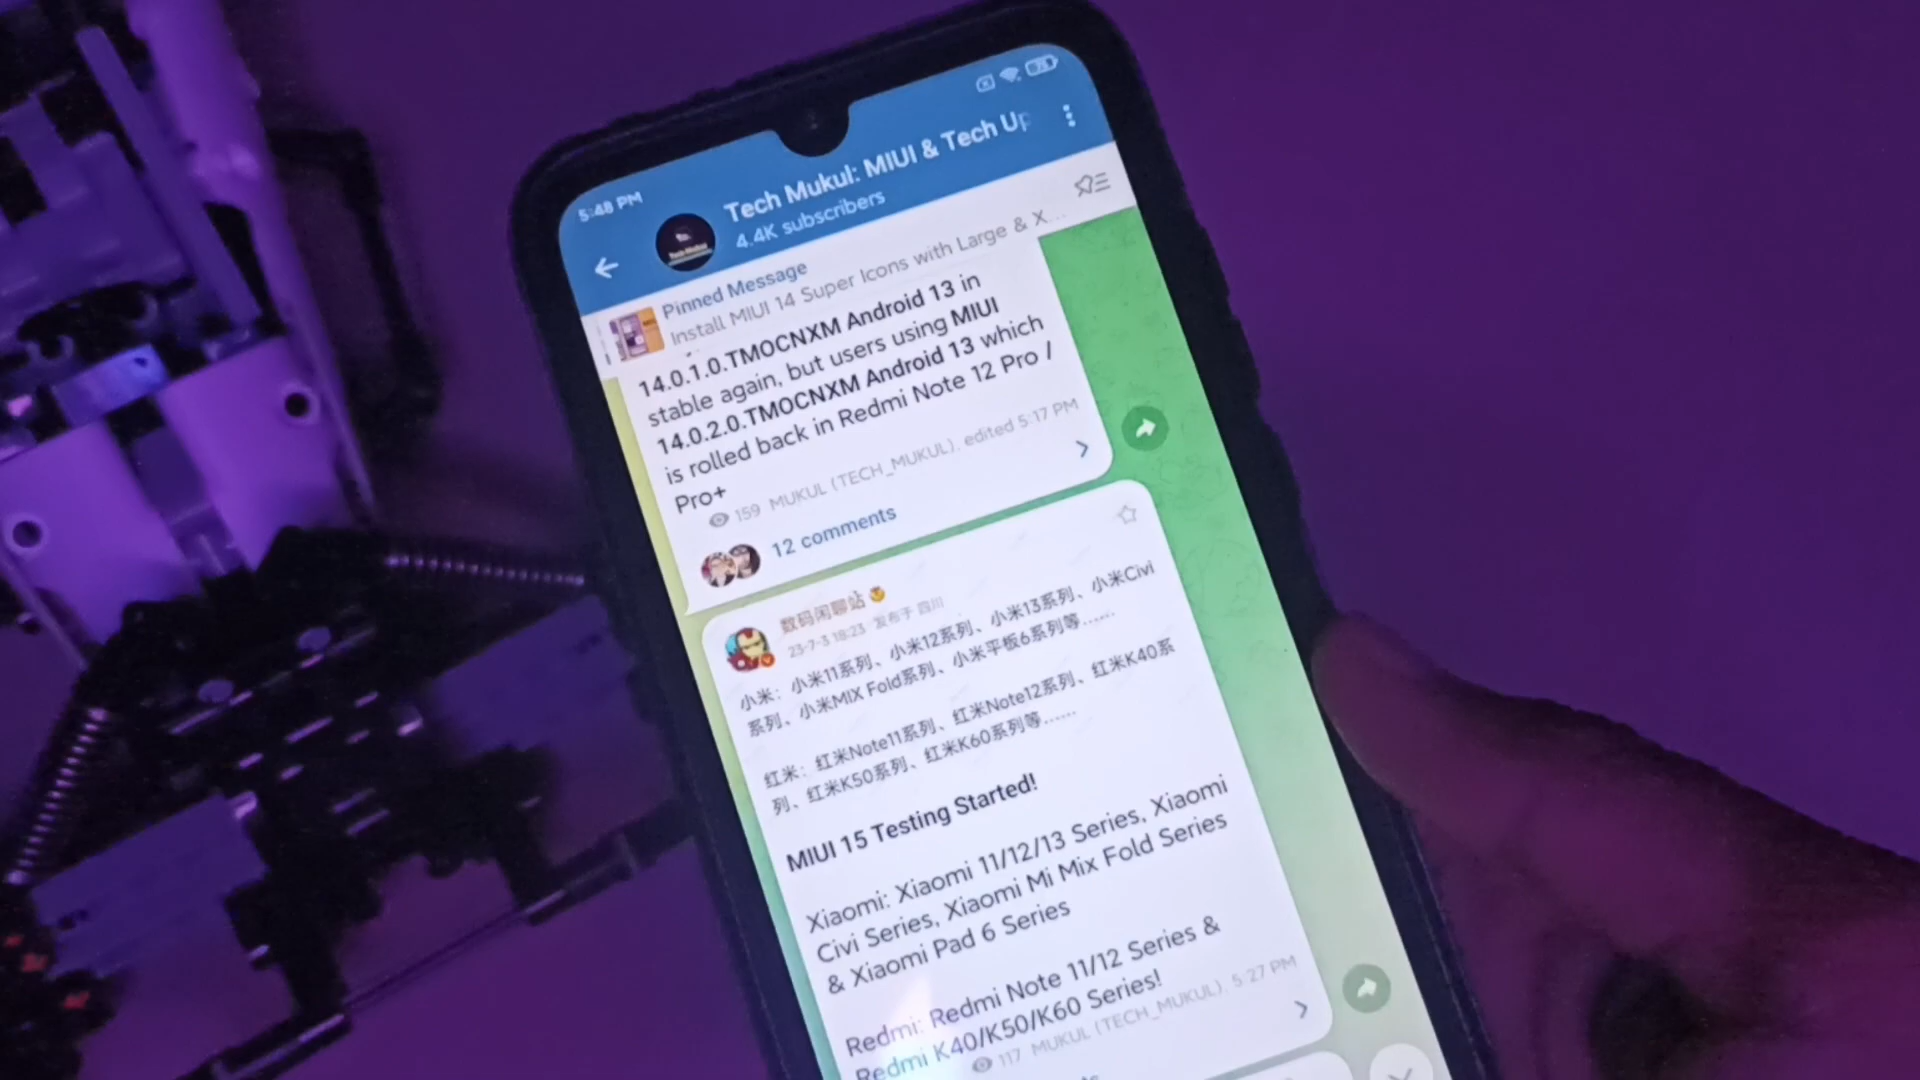 5:48 PM
Tech Mukul: MIUI & Tech Up
4.4K subscribers
Pinned Message
Install MIUI 14 Super Icons with Large & X...
14.0.1.0.TMOCNXM Android 13 in
stable again, but users using MIUI
14.0.2.0.TMOCNXM Android 13 which
is rolled back in Redmi Note 12 Pro /
Pro+
159 MUKUL (TECH_MUKUL), edited 5:17 PM
12 comments
数码闲聊站
23-7-3 18:23 发布于 四川
小米：小米11系列、小米12系列、小米13系列、小米Civi
系列、小米MIX Fold系列、小米平板6系列等......
红米：红米Note11系列、红米Note12系列、红米K40系
列、红米K50系列、红米K60系列等......
MIUI 15 Testing Started!
Xiaomi: Xiaomi 11/12/13 Series, Xiaomi
Civi Series, Xiaomi Mi Mix Fold Series
& Xiaomi Pad 6 Series
Redmi: Redmi Note 11/12 Series &
Redmi K40/K50/K60 Series!
117 MUKUL (TECH_MUKUL), 5:27 PM